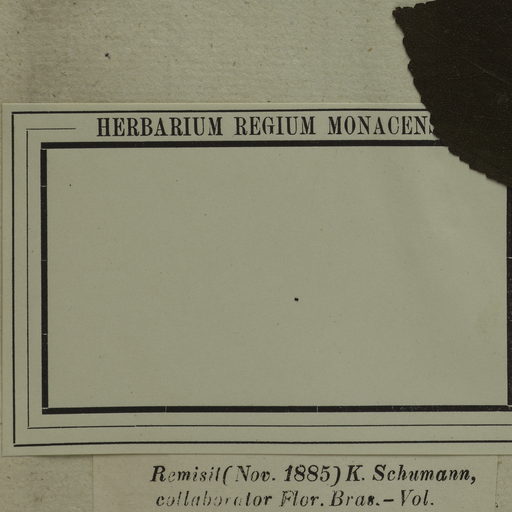 HERBARIUM REGIUM MONACENS
Remisit (Nov. 1885) K. Schumann,
collaborator Flor. Bras. – Vol.